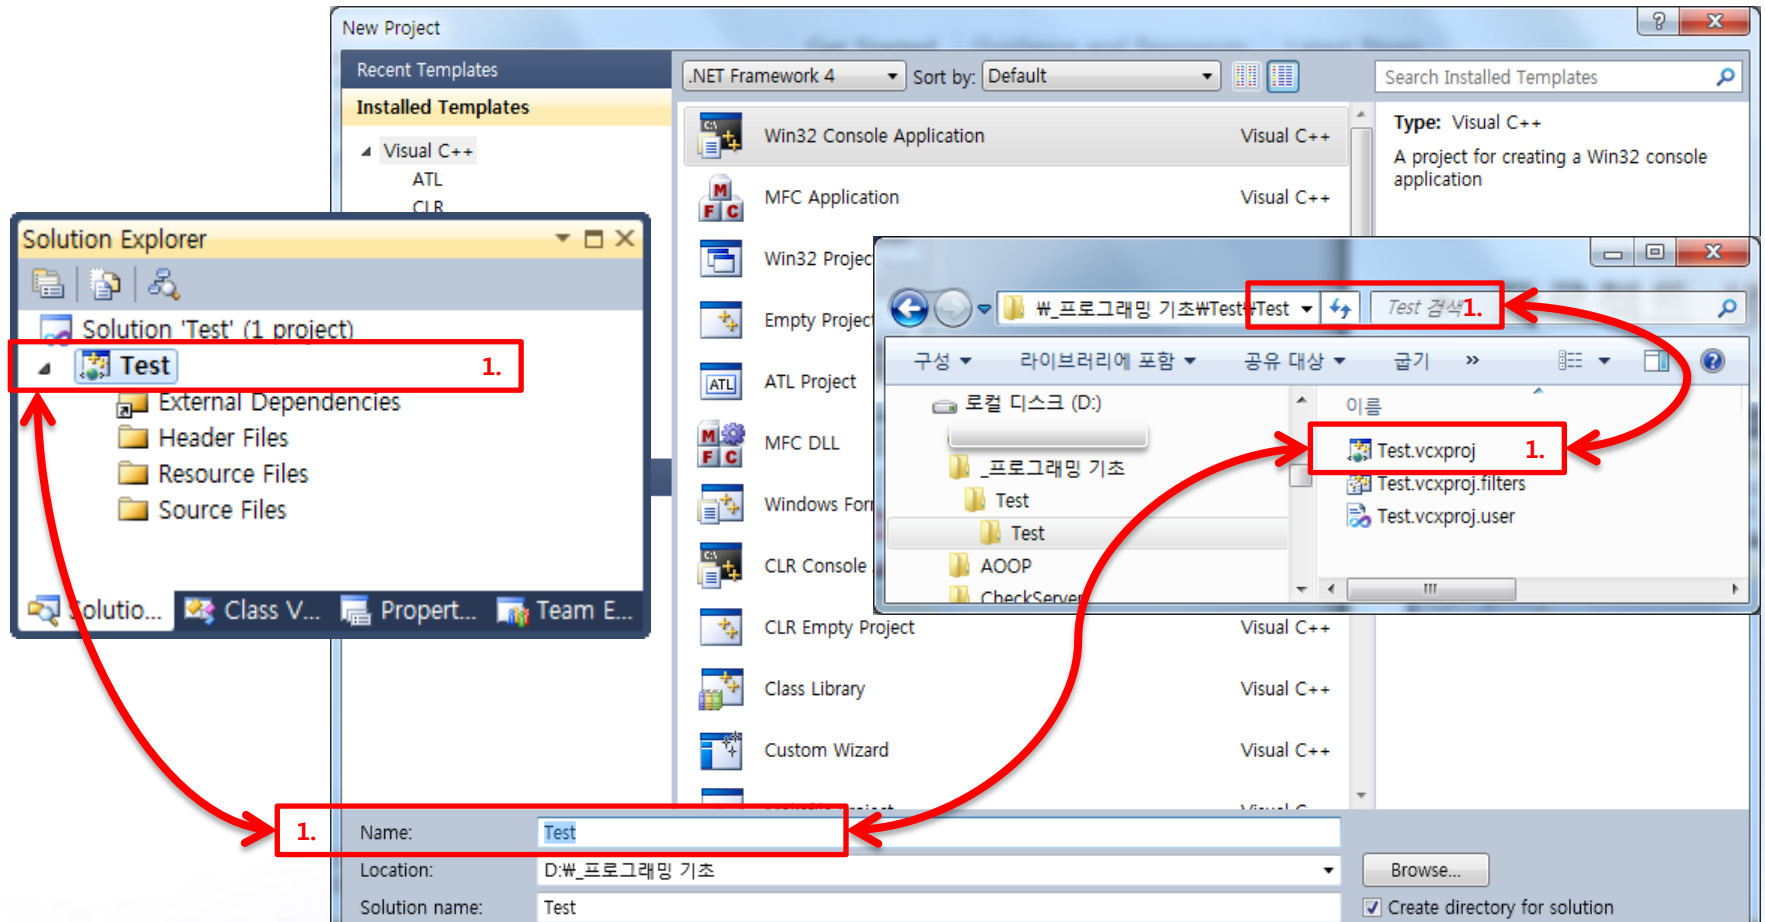 New Project
Recent Templates
Installed Templates
Visual C++
ATL
CLR
.NET Framework 4
Sort by: Default
Search Installed Templates
Win32 Console Application Visual C++
MFC Application Visual C++
Win32 Projec
Empty Project
ATL Project
MFC DLL
Windows For
CLR Console
CLR Empty Project Visual C++
Class Library Visual C++
Custom Wizard Visual C++
Type: Visual C++
A project for creating a Win32 console
application
Solution Explorer
Solution 'Test' (1 project)
Test 1.
External Dependencies
Header Files
Resource Files
Source Files
Solutio... Class V... Propert... Team E...
₩_프로그래밍 기초₩Test₩Test
Test 검색 1.
구성 라이브러리에 포함 공유 대상 굽기 »
로컬 디스크 (D:)
_프로그래밍 기초
Test
Test
AOOP
CheckServer
이름
Test.vcxproj 1.
Test.vcxproj.filters
Test.vcxproj.user
1. Name: Test
Location: D:₩_프로그래밍 기초 Browse...
Solution name: Test Create directory for solution